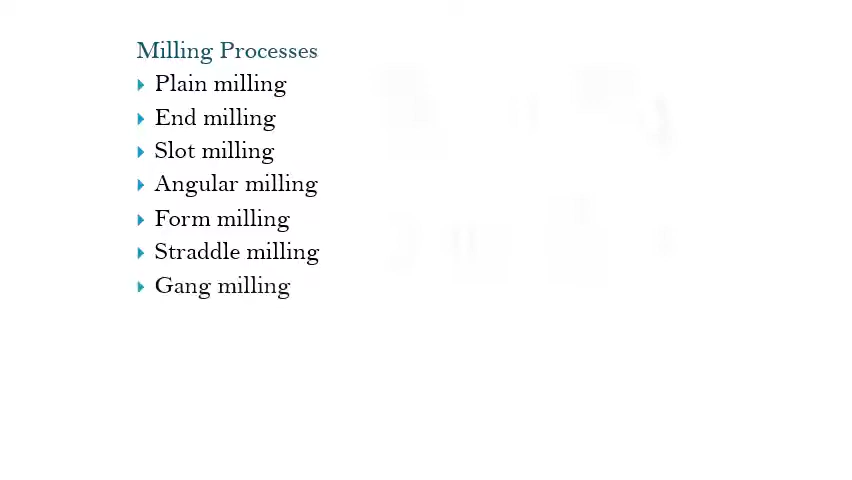 Milling Processes
Plain milling
End milling
Slot milling
Angular milling
Form milling
Straddle milling
Gang milling